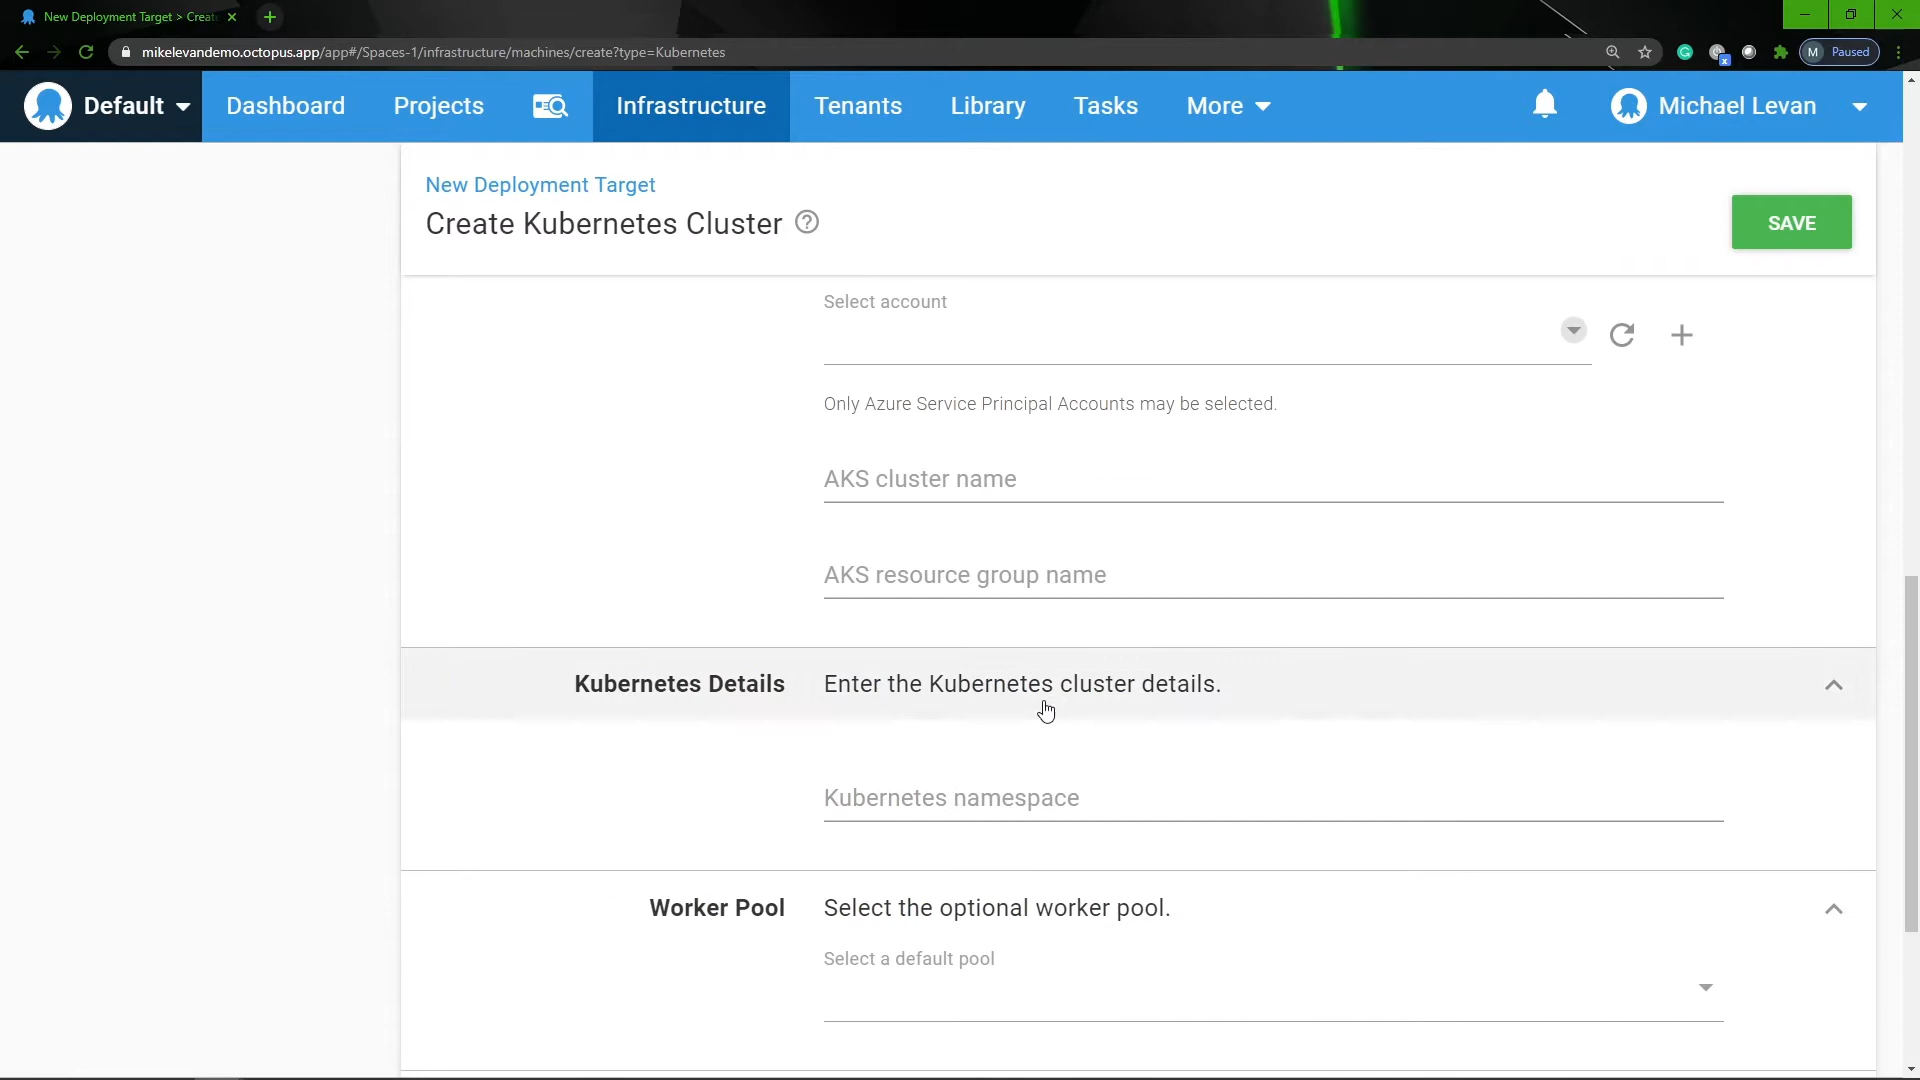 New Deployment Target > Creat
mikelevandemo.octopus.app/app#/Spaces-1/infrastructure/machines/create?type=Kubernetes
M Paused
Default
Dashboard
Projects
Infrastructure
Tenants
Library
Tasks
More
Michael Levan
New Deployment Target
Create Kubernetes Cluster
SAVE
Select account
Only Azure Service Principal Accounts may be selected.
AKS cluster name
AKS resource group name
Kubernetes Details
Enter the Kubernetes cluster details.
Kubernetes namespace
Worker Pool
Select the optional worker pool.
Select a default pool